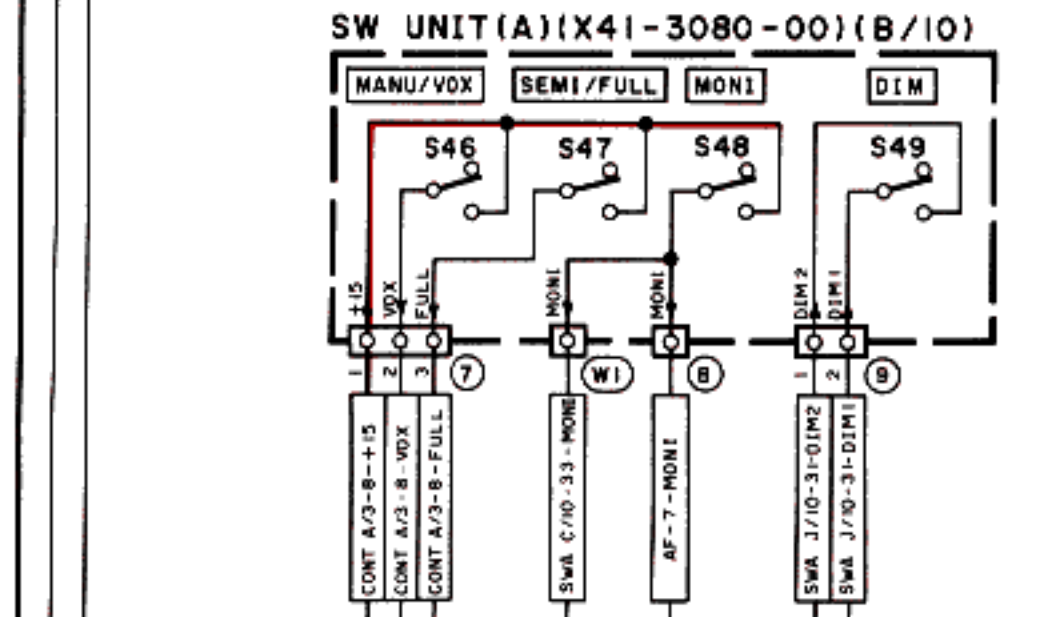 SW UNIT(A)(X41-3080-00)(B/10)
MANU/VOX SEMI/FULL MONI DIM
S46 S47 S48 S49
±15 VOX FULL MONI MONI DIM2 DIM1
1 2 3 7 W1 8 1 2 9
CONT A/3-8-+15
CONT A/3-8-VOX
CONT A/3-8-FULL
SWA C/10-33-MONI
AF-7-MONI
SWA J/10-31-DIM2
SWA J/10-31-DIM1